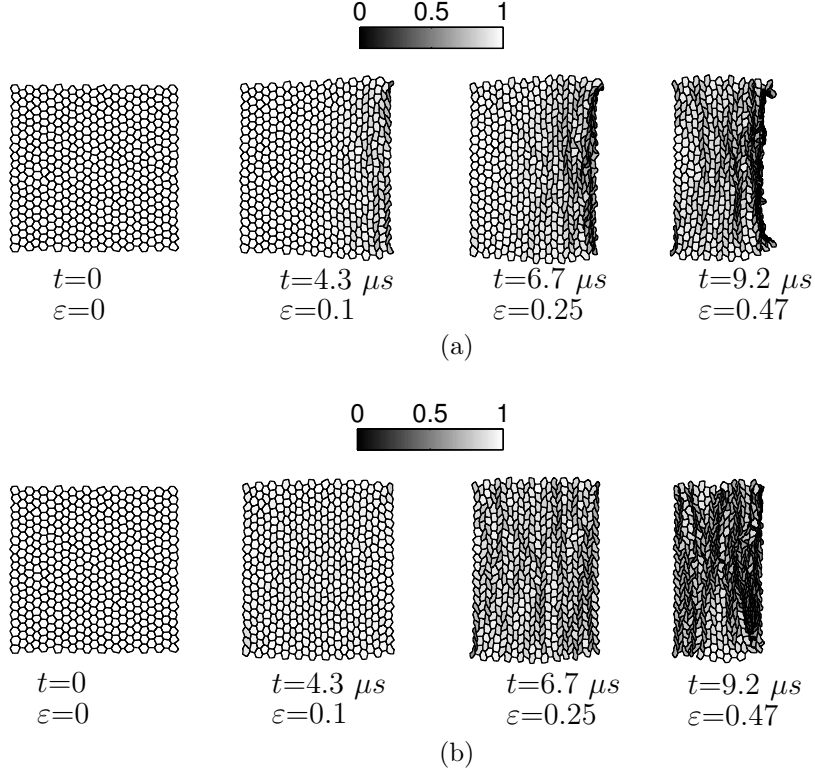 0 0.5 1
t=0 t=4.3 μs t=6.7 μs t=9.2 μs
ε=0 ε=0.1 ε=0.25 ε=0.47
(a)
0 0.5 1
t=0 t=4.3 μs t=6.7 μs t=9.2 μs
ε=0 ε=0.1 ε=0.25 ε=0.47
(b)